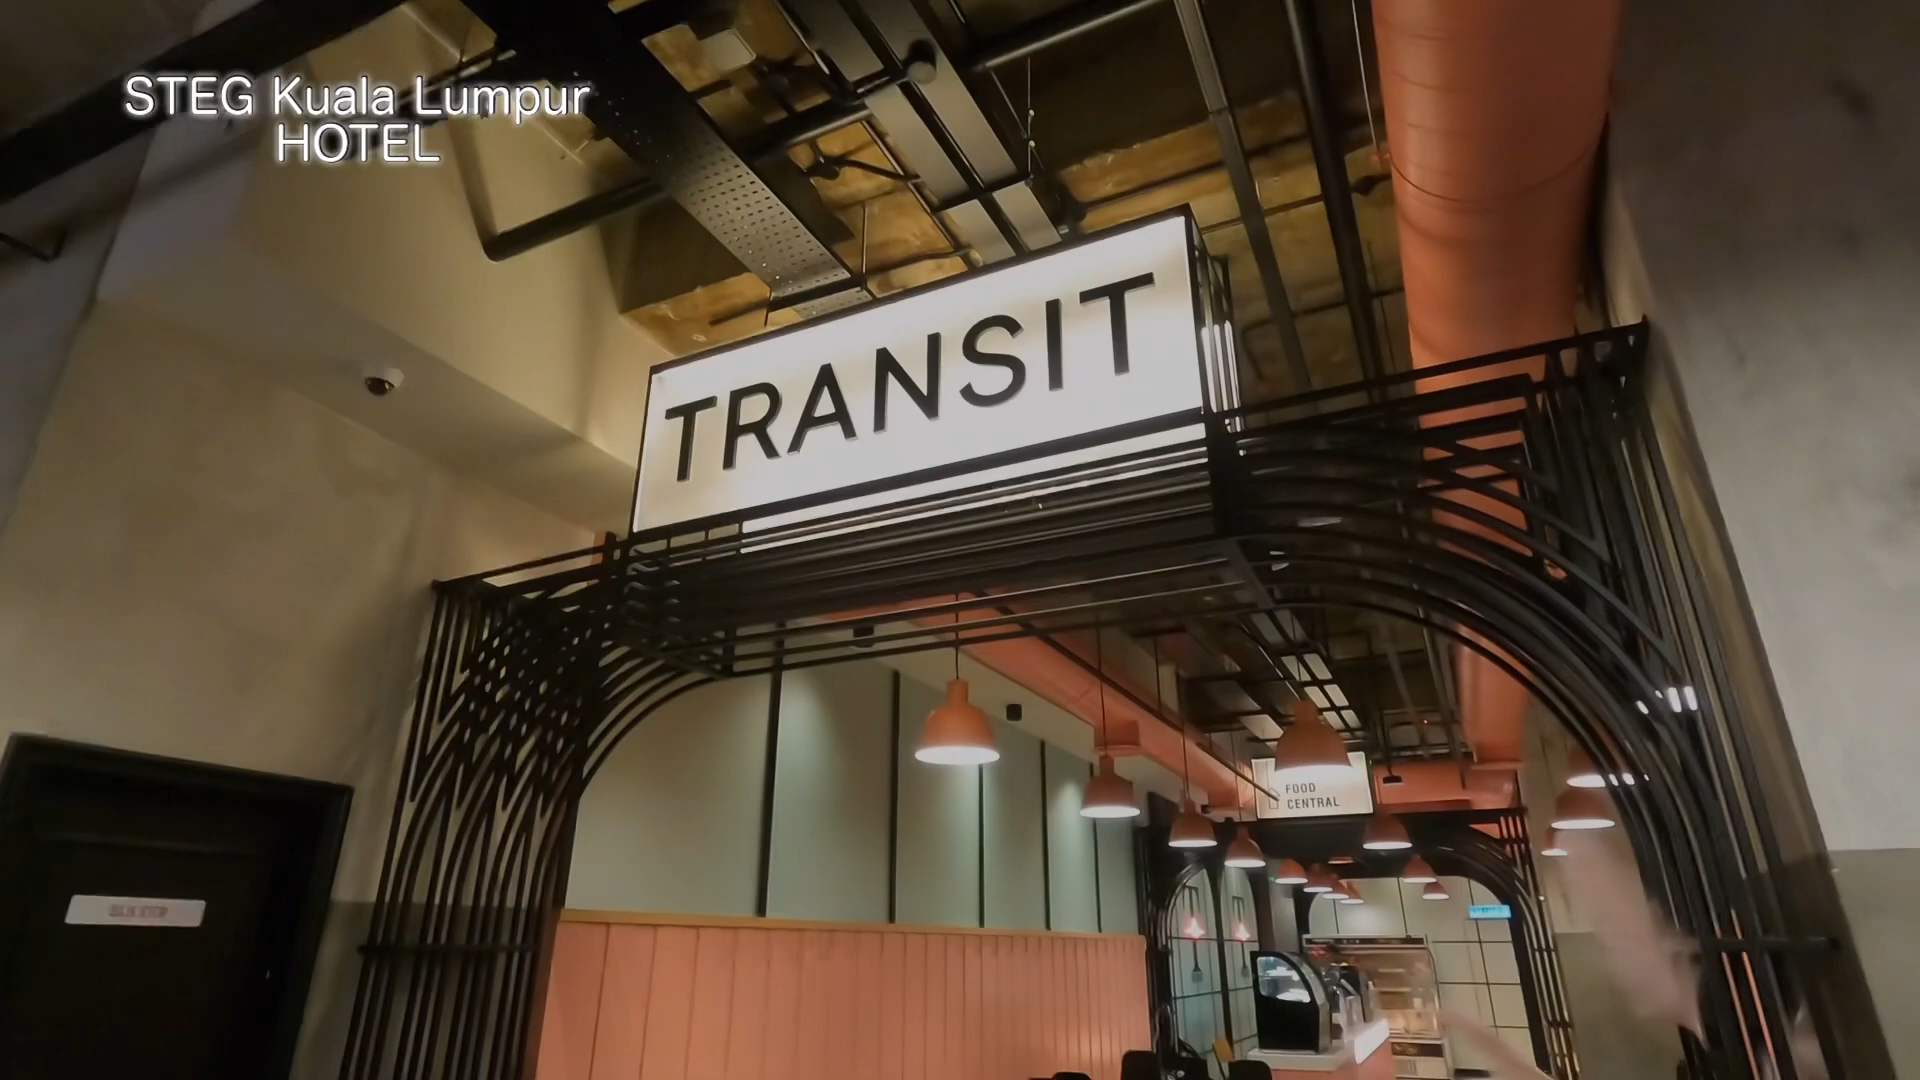 STEG Kuala Lumpur
HOTEL
TRANSIT
FOOD
CENTRAL